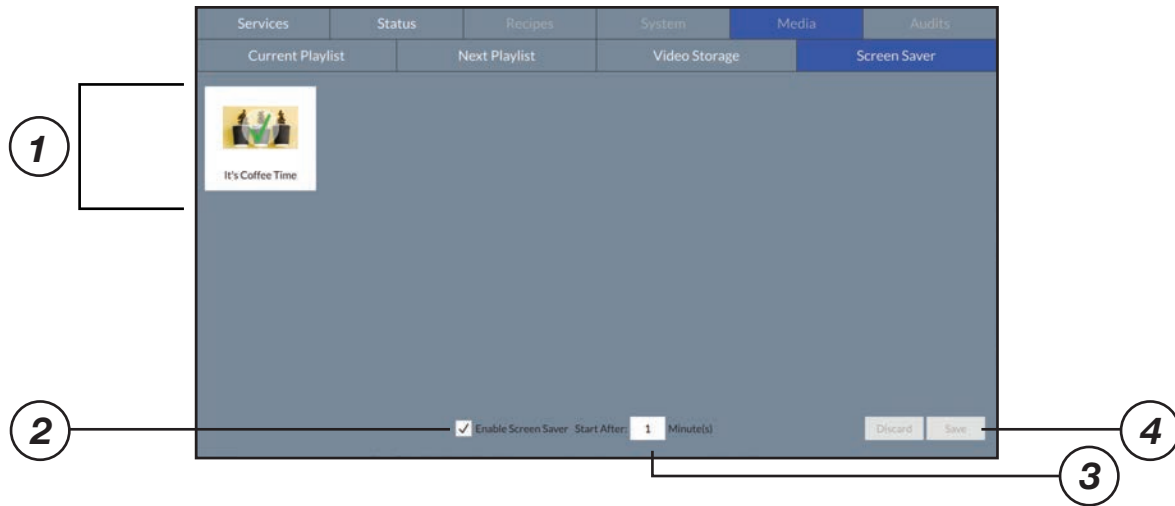 Services Status Recipes System Media Audits
Current Playlist Next Playlist Video Storage Screen Saver
1
It's Coffee Time
2
Enable Screen Saver Start After: 1 Minute(s)
Discard Save
4
3